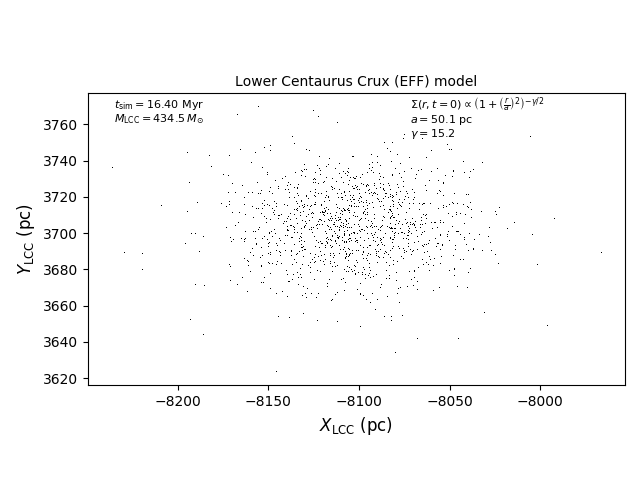 Lower Centaurus Crux (EFF) model
t_sim = 16.40 Myr
M_LCC = 434.5 M_⊙
Σ(r, t = 0) ∝ (1 + (r/a)²)^(−γ/2)
a = 50.1 pc
γ = 15.2
3760
3740
3720
3700
3680
3660
3640
3620
Y_LCC (pc)
−8200 −8150 −8100 −8050 −8000
X_LCC (pc)